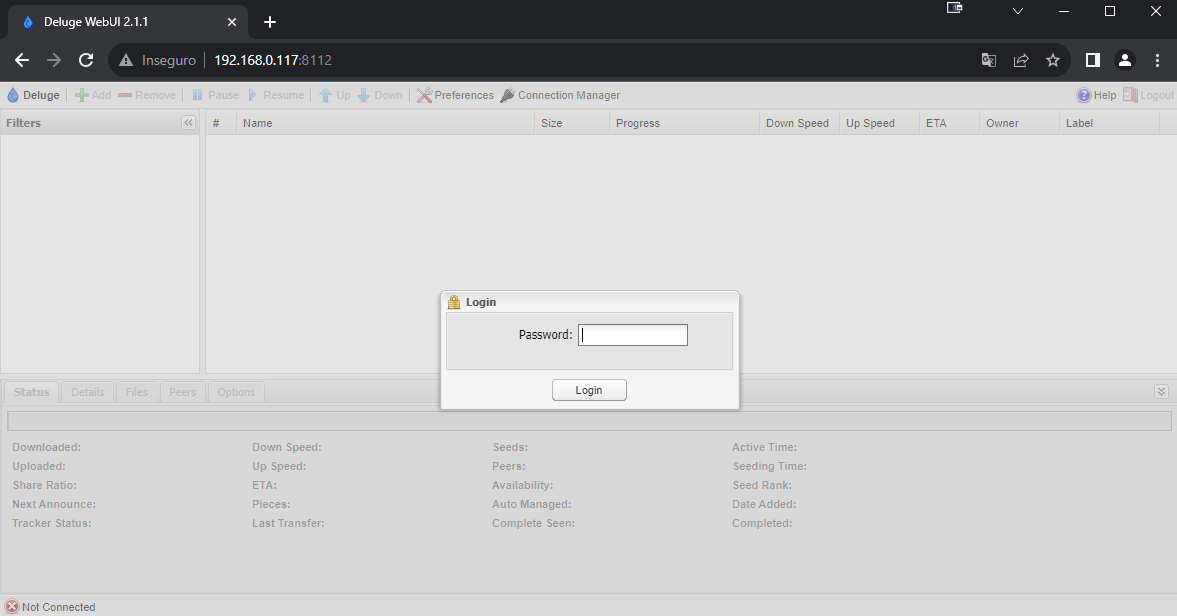 Deluge WebUI 2.1.1
Inseguro 192.168.0.117:8112
Deluge Add Remove Pause Resume Up Down Preferences Connection Manager Help Logout
Filters # Name Size Progress Down Speed Up Speed ETA Owner Label
Login
Password:
Login
Status Details Files Peers Options
Downloaded: Down Speed: Seeds: Active Time:
Uploaded: Up Speed: Peers: Seeding Time:
Share Ratio: ETA: Availability: Seed Rank:
Next Announce: Pieces: Auto Managed: Date Added:
Tracker Status: Last Transfer: Complete Seen: Completed:
Not Connected